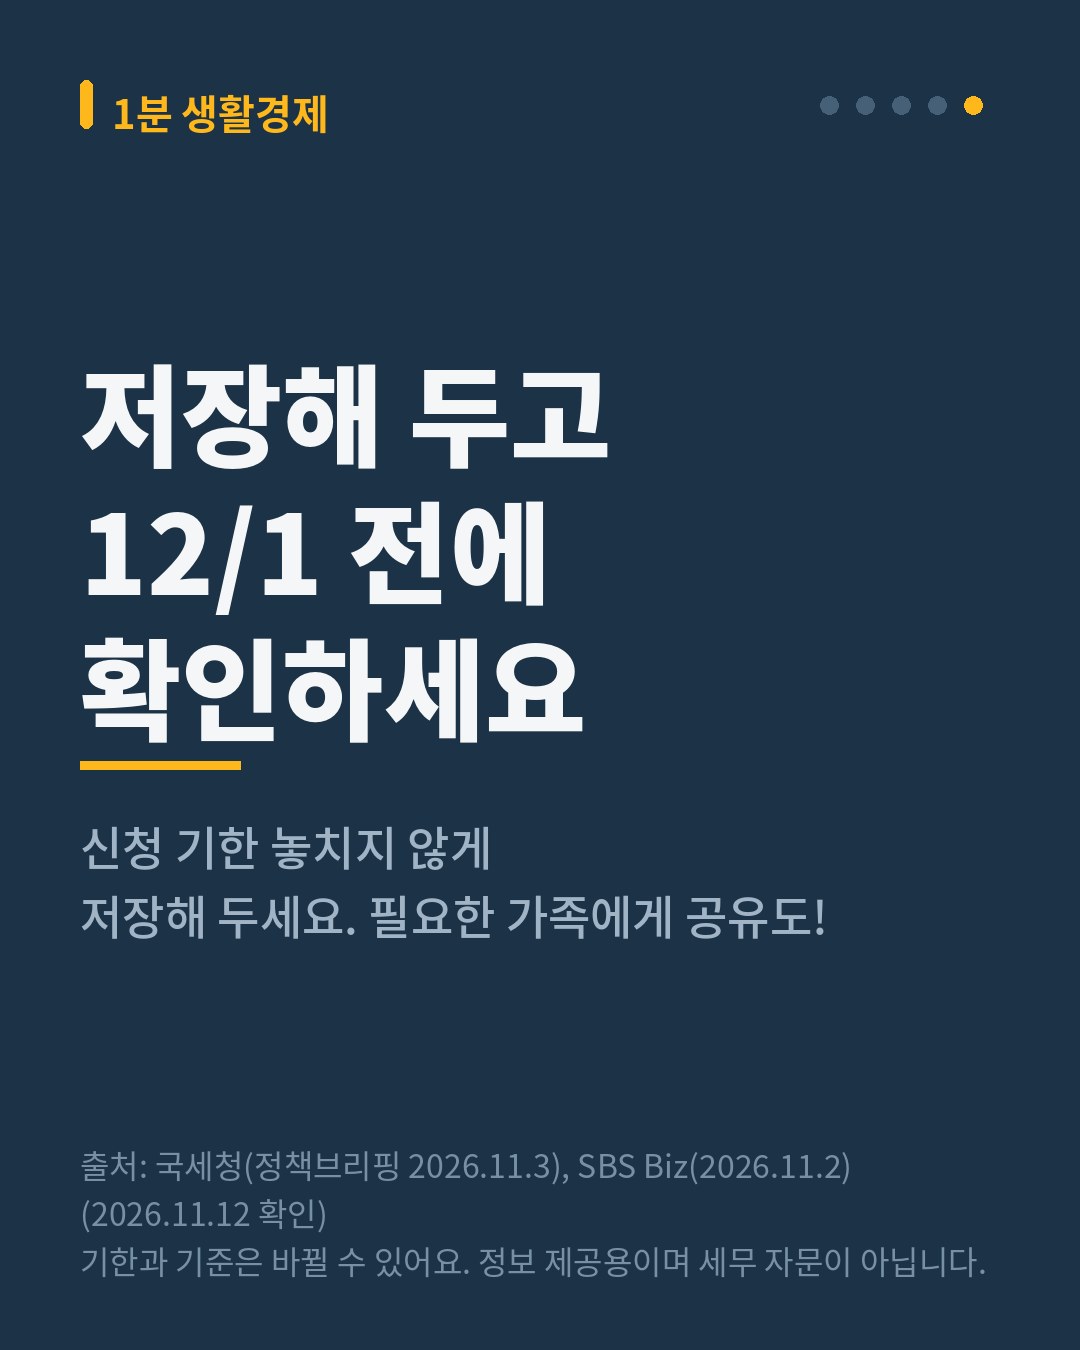 1분 생활경제
저장해 두고
12/1 전에
확인하세요
신청 기한 놓치지 않게
저장해 두세요. 필요한 가족에게 공유도!
출처: 국세청(정책브리핑 2026.11.3), SBS Biz(2026.11.2)
(2026.11.12 확인)
기한과 기준은 바뀔 수 있어요. 정보 제공용이며 세무 자문이 아닙니다.